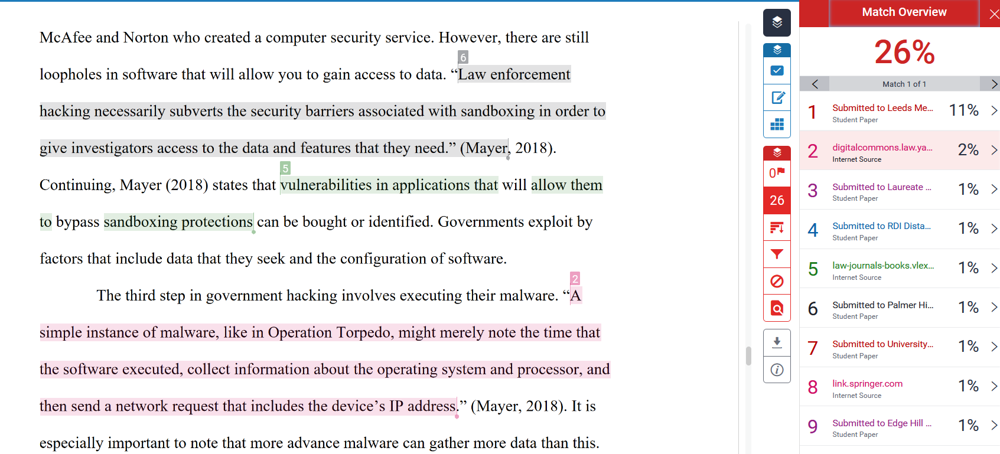 McAfee and Norton who created a computer security service. However, there are still
6
loopholes in software that will allow you to gain access to data. “Law enforcement
hacking necessarily subverts the security barriers associated with sandboxing in order to
give investigators access to the data and features that they need.” (Mayer, 2018).
5
Continuing, Mayer (2018) states that vulnerabilities in applications that will allow them
to bypass sandboxing protections can be bought or identified. Governments exploit by
factors that include data that they seek and the configuration of software.
2
The third step in government hacking involves executing their malware. “A
simple instance of malware, like in Operation Torpedo, might merely note the time that
the software executed, collect information about the operating system and processor, and
then send a network request that includes the device’s IP address.” (Mayer, 2018). It is
especially important to note that more advance malware can gather more data than this.
0
26
Match Overview
26%
Match 1 of 1
1 Submitted to Leeds Me... 11%
Student Paper
2 digitalcommons.law.ya... 2%
Internet Source
3 Submitted to Laureate ... 1%
Student Paper
4 Submitted to RDI Dista... 1%
Student Paper
5 law-journals-books.vlex... 1%
Internet Source
6 Submitted to Palmer Hi... 1%
Student Paper
7 Submitted to University... 1%
Student Paper
8 link.springer.com 1%
Internet Source
9 Submitted to Edge Hill ... 1%
Student Paper